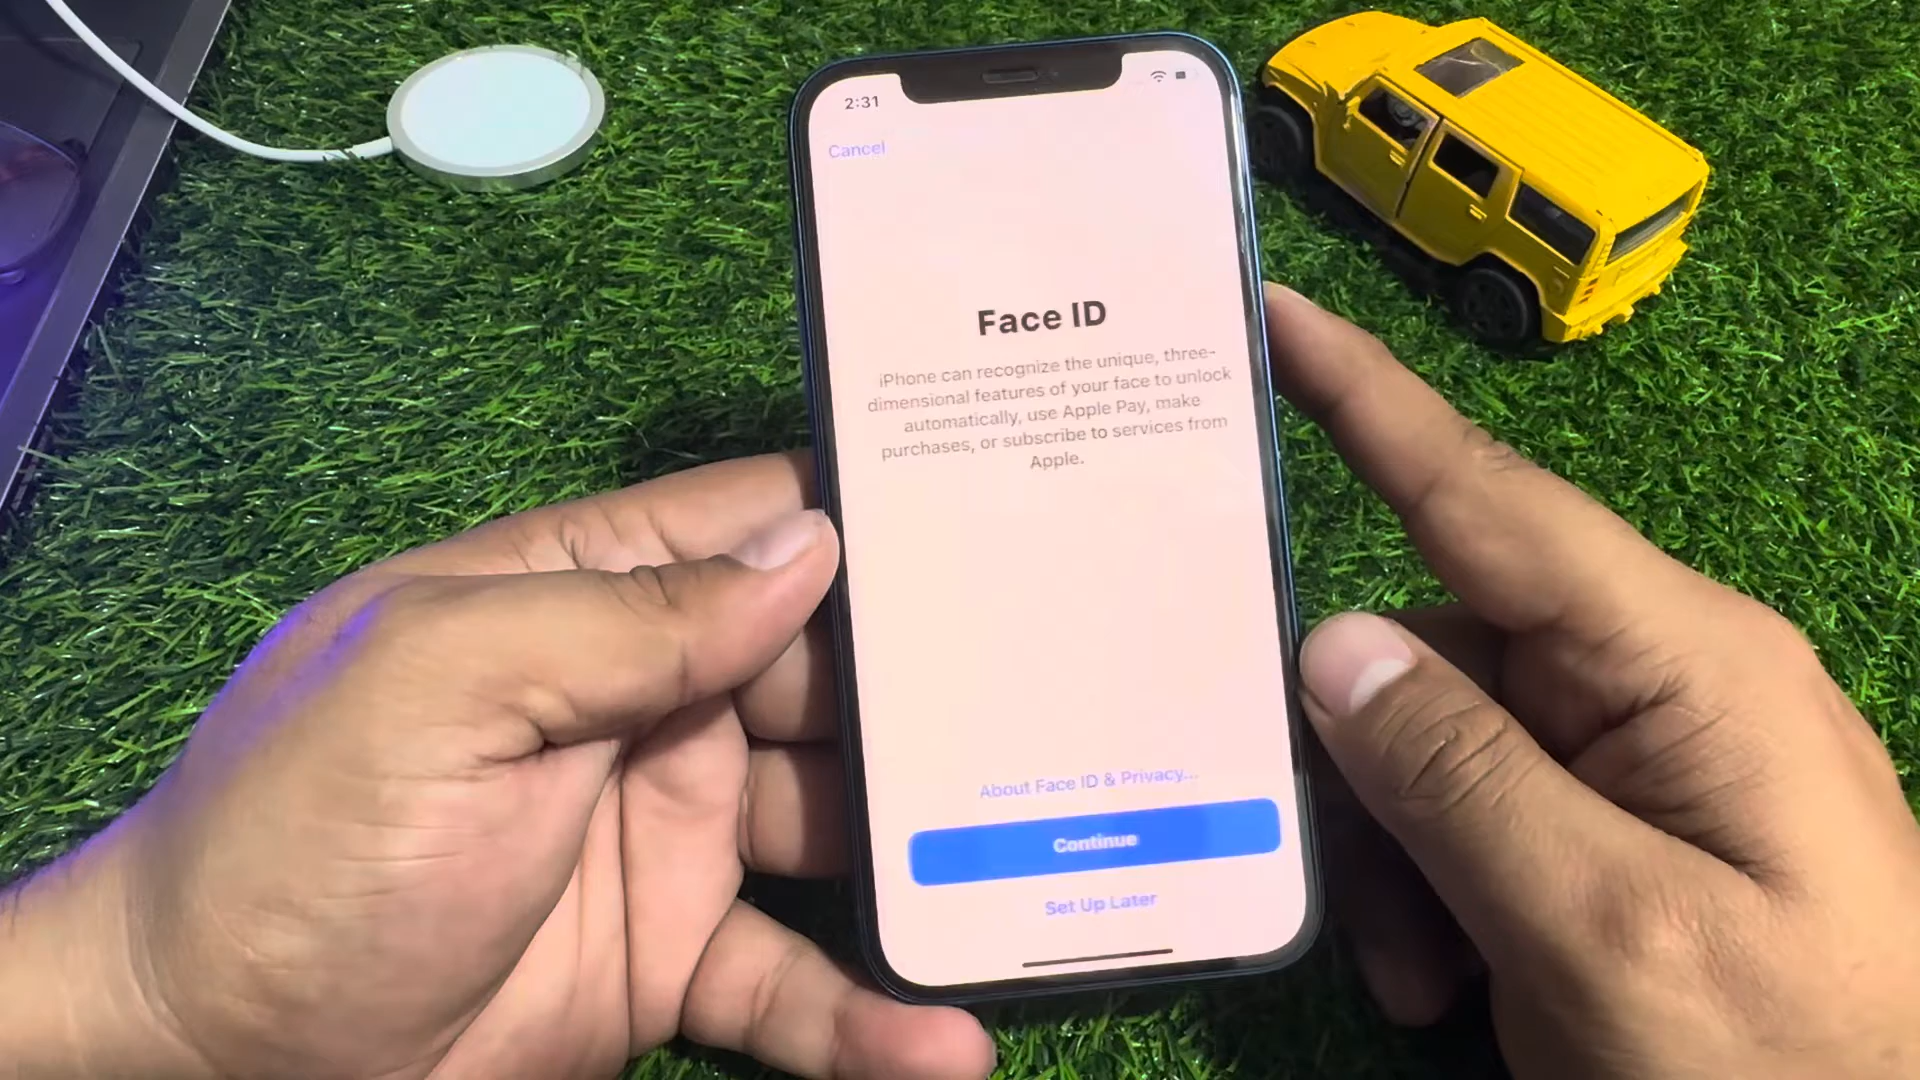 2:31
Cancel
Face ID
iPhone can recognize the unique, three-
dimensional features of your face to unlock
automatically, use Apple Pay, make
purchases, or subscribe to services from
Apple.
About Face ID & Privacy...
Continue
Set Up Later